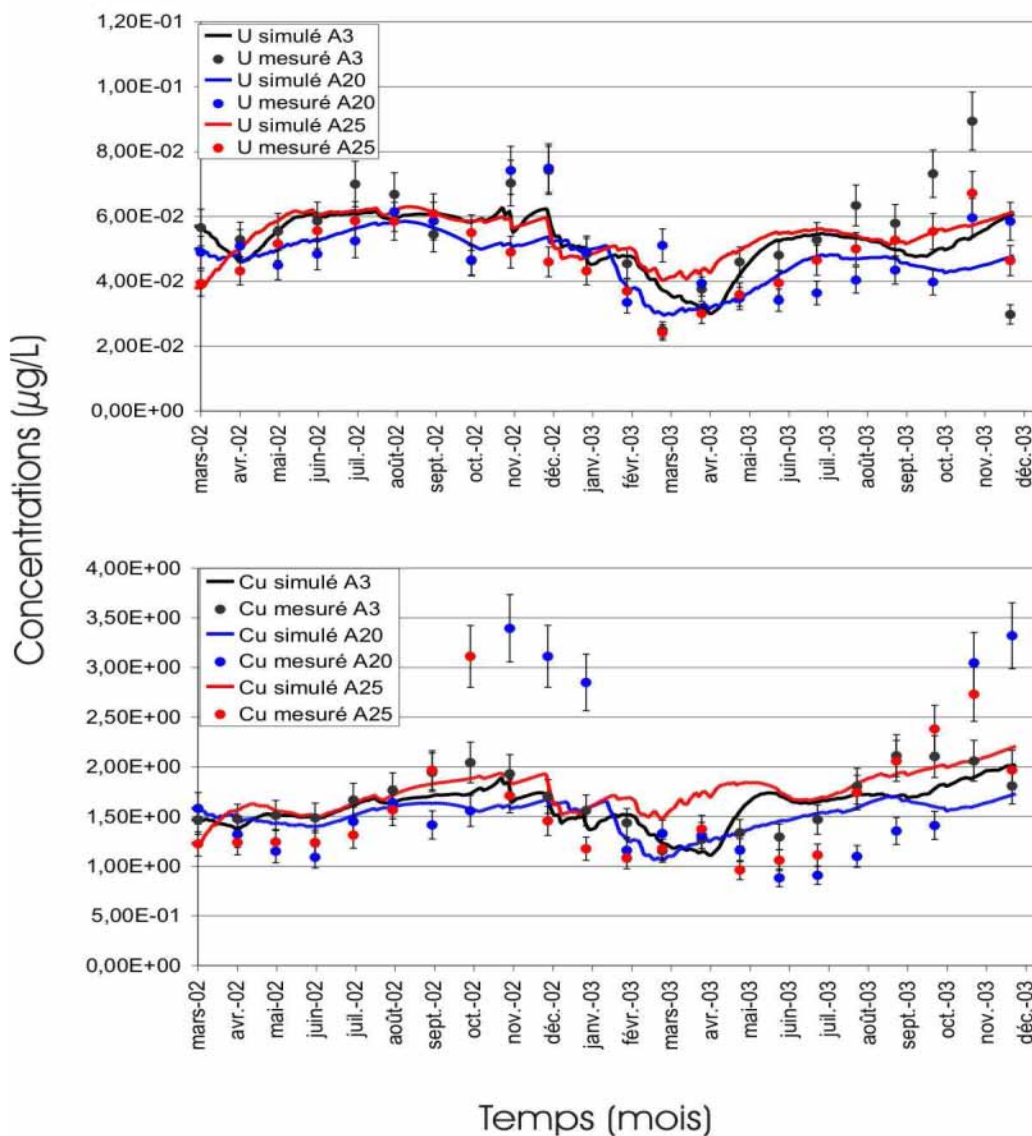 Concentrations (µg/L)
1,20E-01
1,00E-01
8,00E-02
6,00E-02
4,00E-02
2,00E-02
0,00E+00
U simulé A3
U mesuré A3
U simulé A20
U mesuré A20
U simulé A25
U mesuré A25
mars-02
avr.-02
mai-02
juin-02
juil.-02
août-02
sept.-02
oct.-02
nov.-02
déc.-02
janv.-03
févr.-03
mars-03
avr.-03
mai-03
juin-03
juil.-03
août-03
sept.-03
oct.-03
nov.-03
déc.-03
4,00E+00
3,50E+00
3,00E+00
2,50E+00
2,00E+00
1,50E+00
1,00E+00
5,00E-01
0,00E+00
Cu simulé A3
Cu mesuré A3
Cu simulé A20
Cu mesuré A20
Cu simulé A25
Cu mesuré A25
mars-02
avr.-02
mai-02
juin-02
juil.-02
août-02
sept.-02
oct.-02
nov.-02
déc.-02
janv.-03
févr.-03
mars-03
avr.-03
mai-03
juin-03
juil.-03
août-03
sept.-03
oct.-03
nov.-03
déc.-03
Temps (mois)